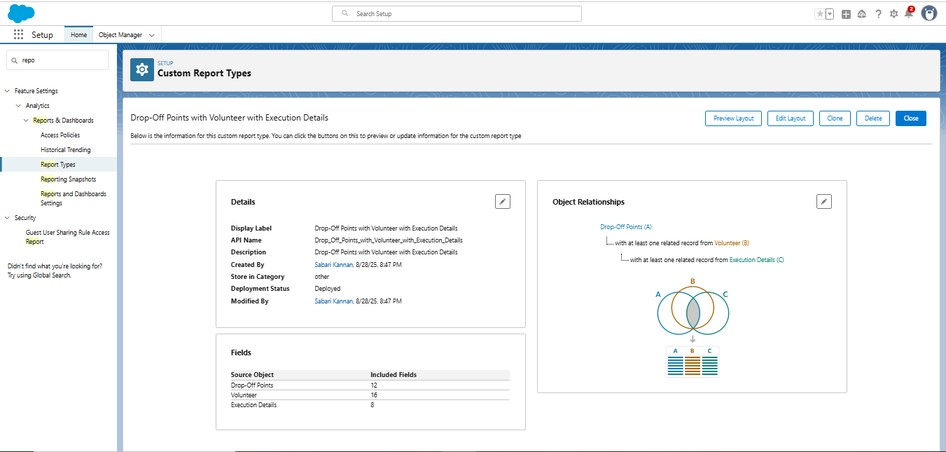 Search Setup
2
Setup
Home
Object Manager
repo
Feature Settings
Analytics
Reports & Dashboards
Access Policies
Historical Trending
Report Types
Reporting Snapshots
Reports and Dashboards
Settings
Security
Guest User Sharing Rule Access
Report
Didn't find what you're looking for?
Try using Global Search.
SETUP
Custom Report Types
Drop-Off Points with Volunteer with Execution Details
Preview Layout
Edit Layout
Clone
Delete
Close
Below is the information for this custom report type. You can click the buttons on this to preview or update information for the custom report type
Details
Display Label Drop-Off Points with Volunteer with Execution Details
API Name Drop_Off_Points_with_Volunteer_with_Execution_Details
Description Drop-Off Points with Volunteer with Execution Details
Created By Sabari Kannan, 8/28/25, 8:47 PM
Store in Category other
Deployment Status Deployed
Modified By Sabari Kannan, 8/28/25, 8:47 PM
Fields
Source Object Included Fields
Drop-Off Points 12
Volunteer 16
Execution Details 8
Object Relationships
Drop-Off Points (A)
with at least one related record from Volunteer (B)
with at least one related record from Execution Details (C)
B
A C
A B C